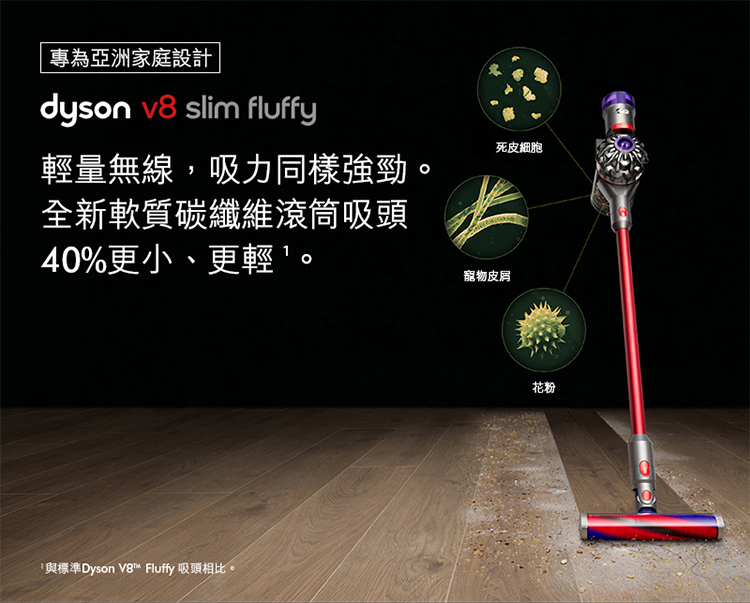 專為亞洲家庭設計
dyson v8 slim fluffy
輕量無線，吸力同樣強勁。
全新軟質碳纖維滾筒吸頭
40%更小、更輕¹。
死皮細胞
寵物皮屑
花粉
¹與標準Dyson V8™ Fluffy 吸頭相比。